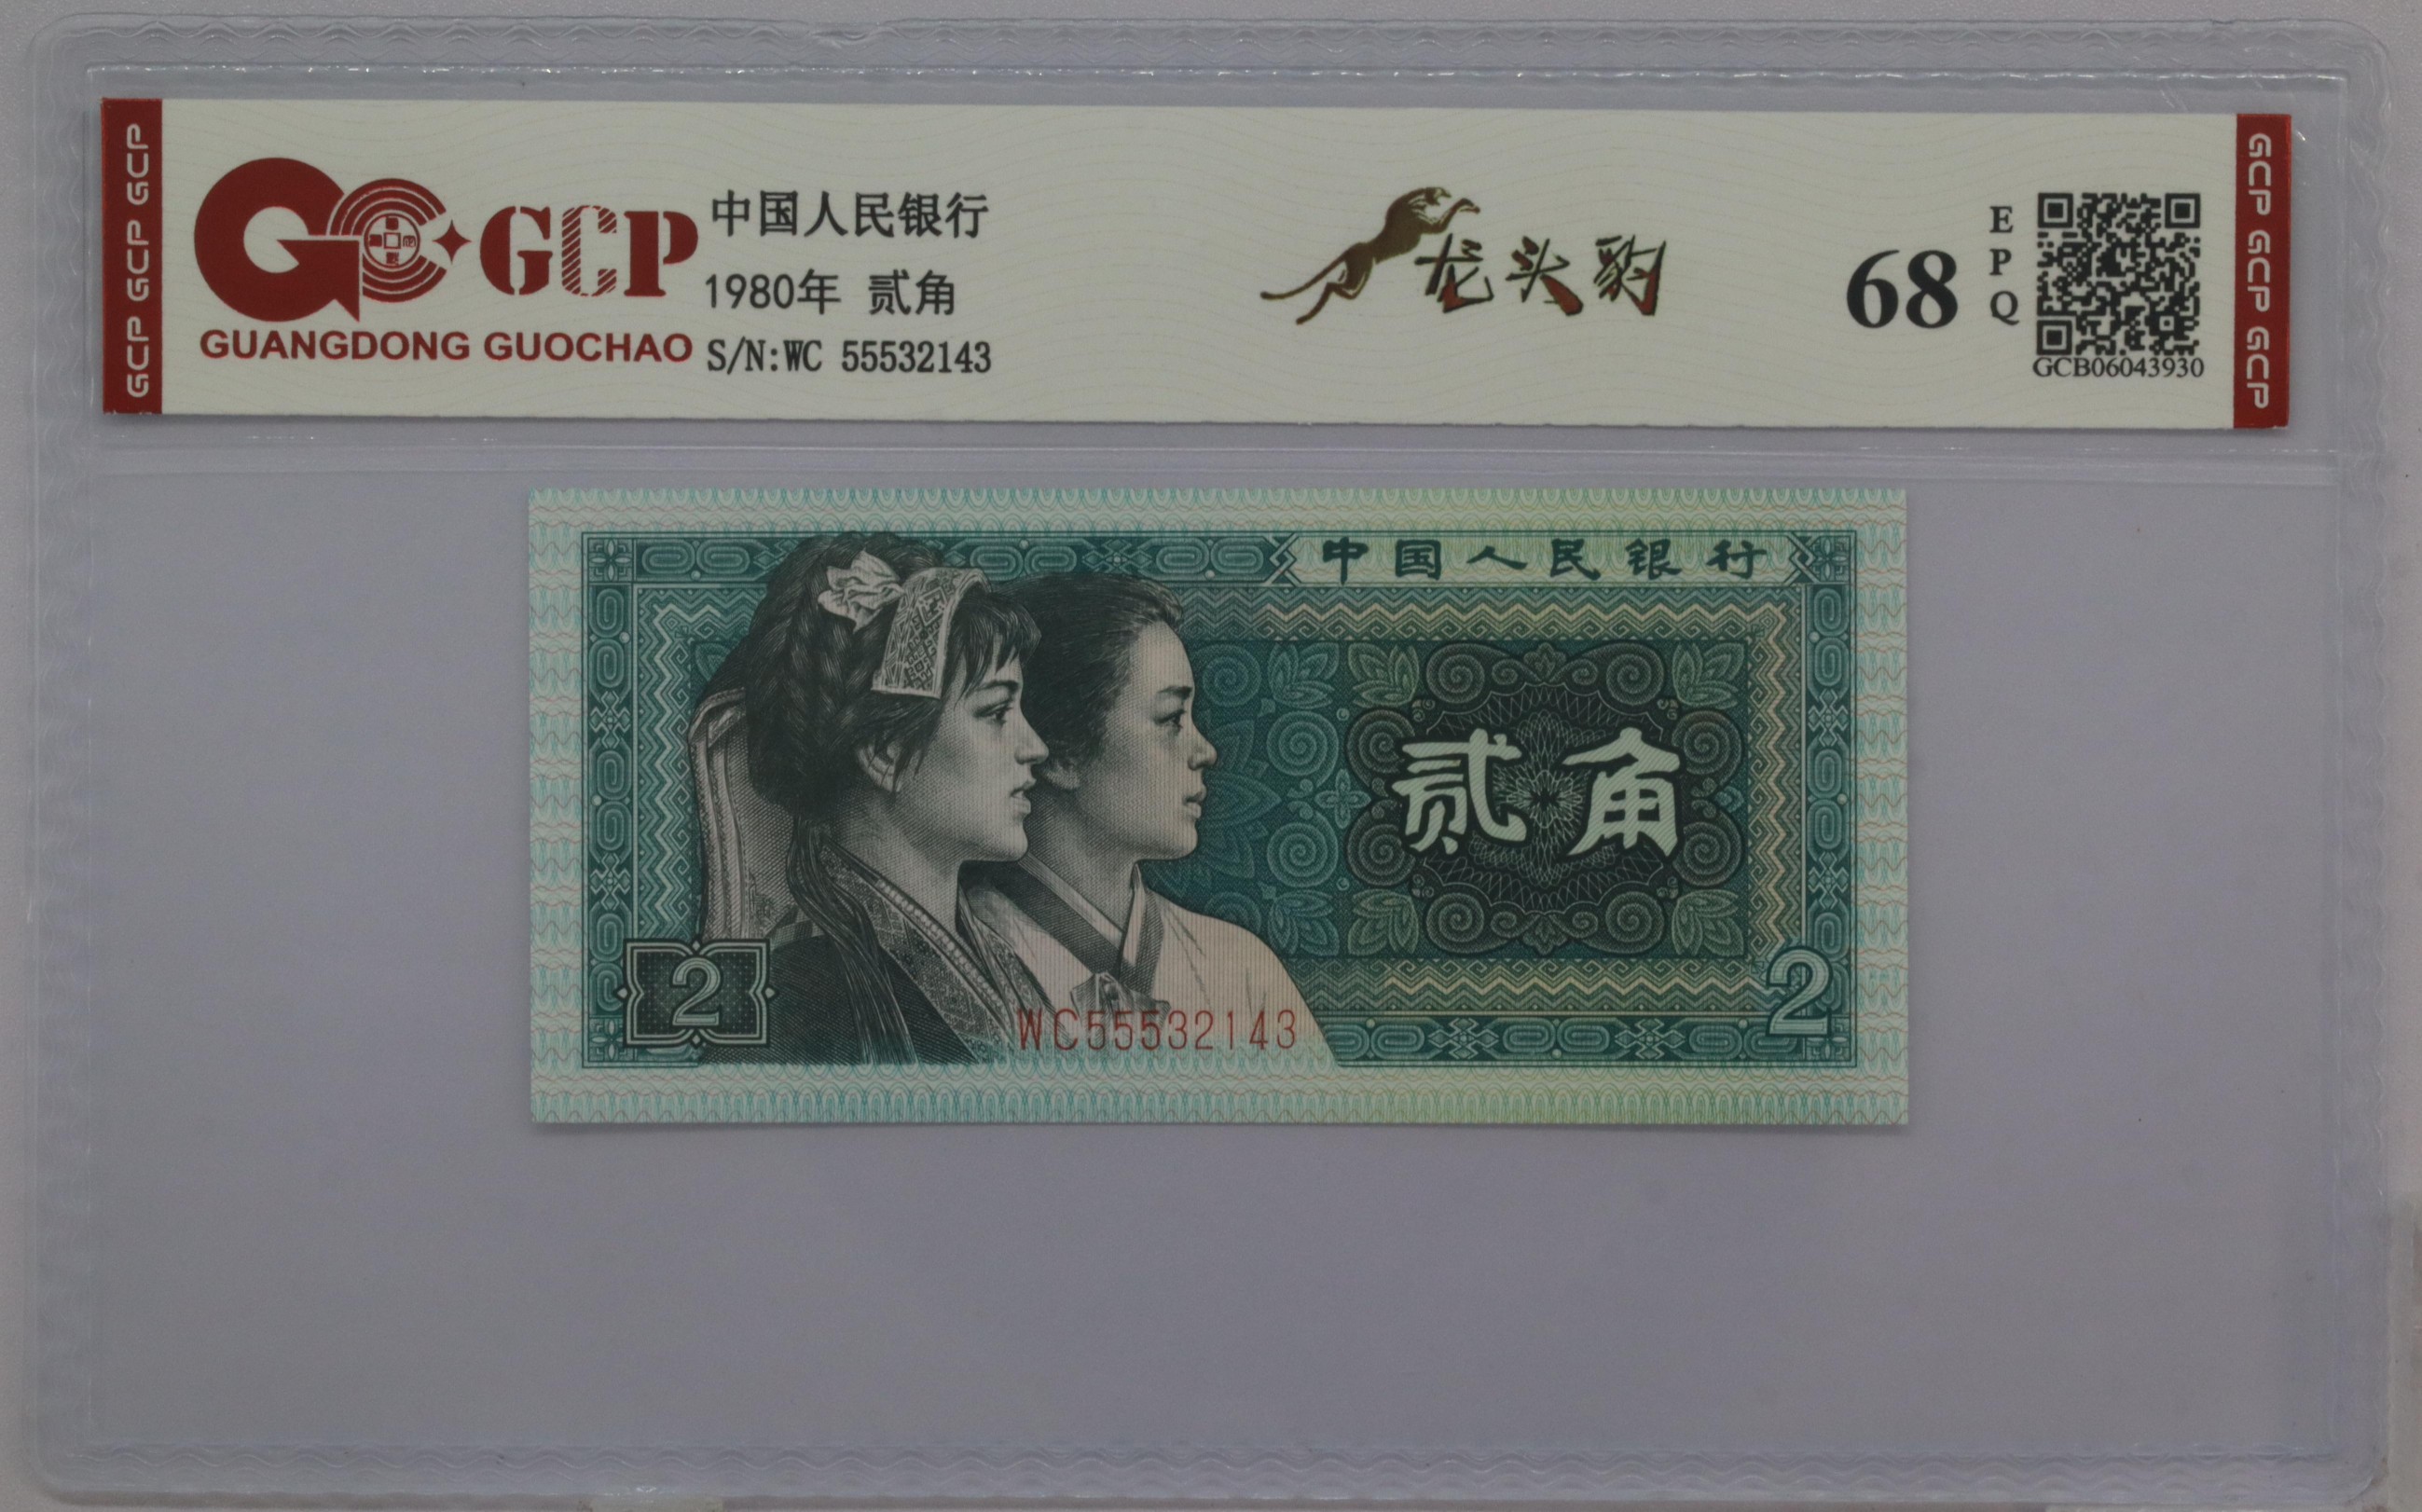 GCP GCP GCP
GCP
GUANGDONG GUOCHAO
中国人民银行
1980年 贰角
S/N:WC 55532143
龙头豹
68
EPQ
GCB06043930
GCP GCP GCP
中国人民银行
贰角
2
WC55532143
2